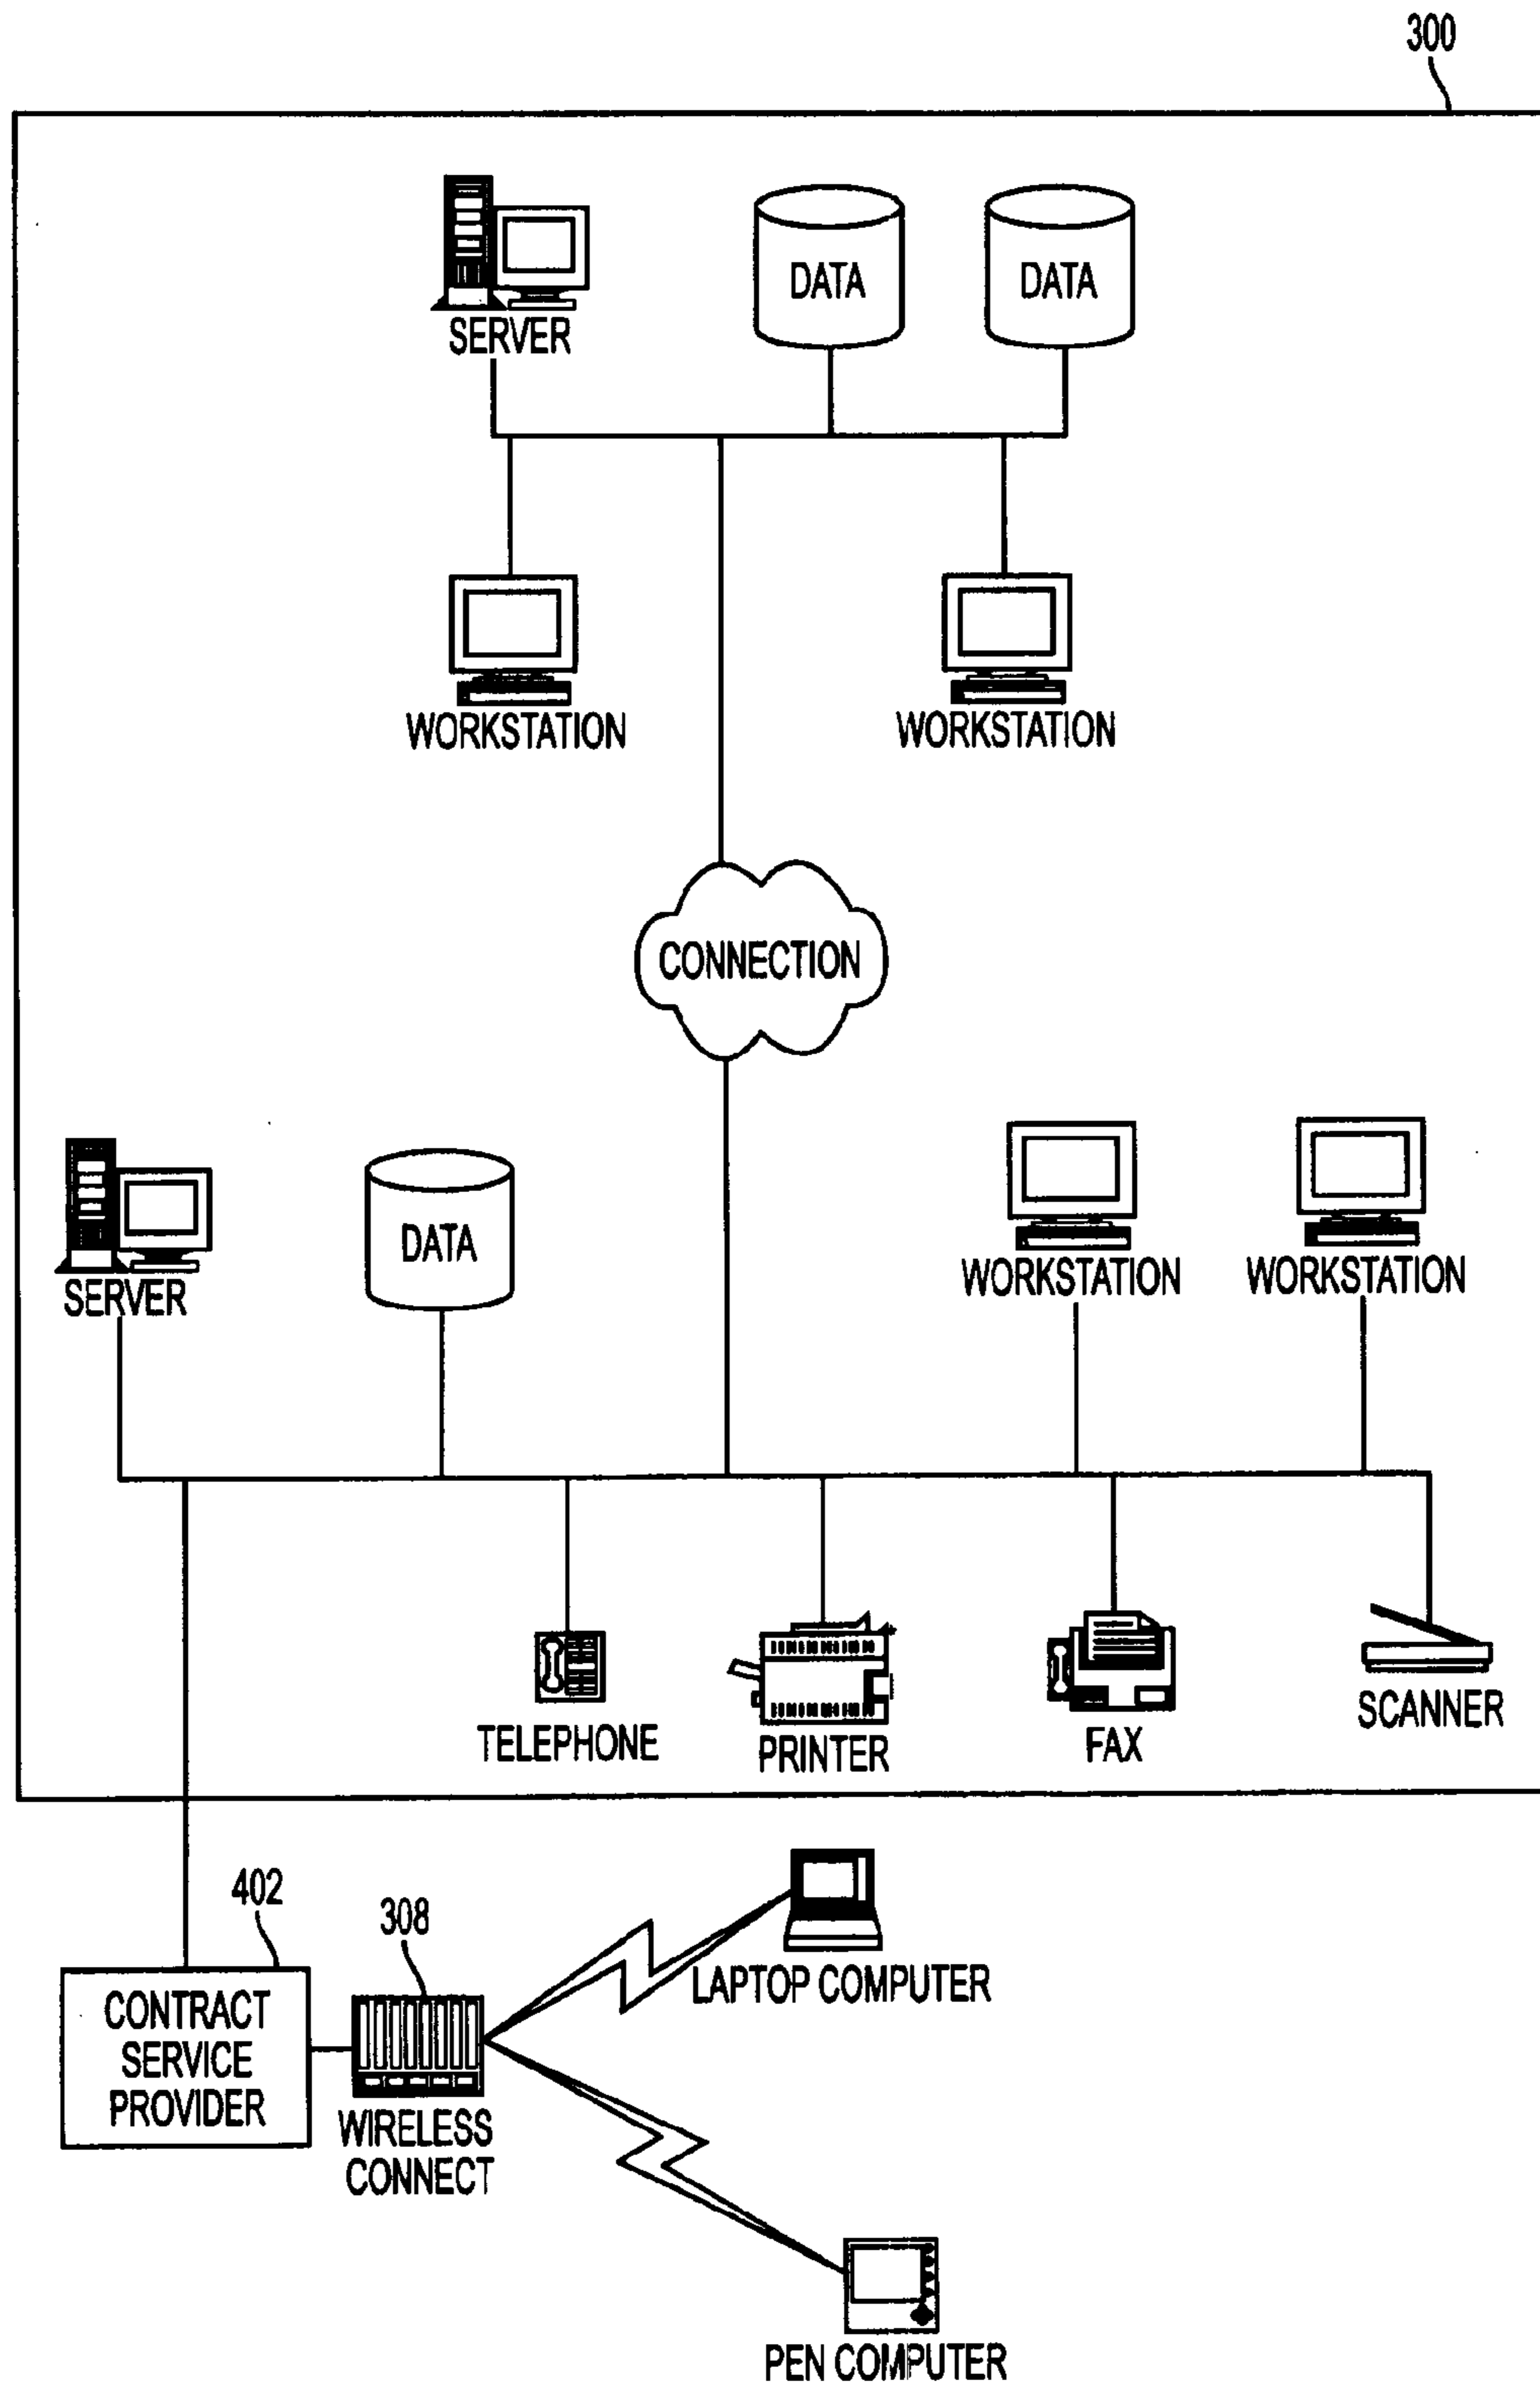 300
DATA
DATA
SERVER
WORKSTATION
WORKSTATION
CONNECTION
DATA
SERVER
WORKSTATION
WORKSTATION
TELEPHONE
PRINTER
FAX
SCANNER
402
308
CONTRACT
SERVICE
PROVIDER
WIRELESS
CONNECT
LAPTOP COMPUTER
PEN COMPUTER